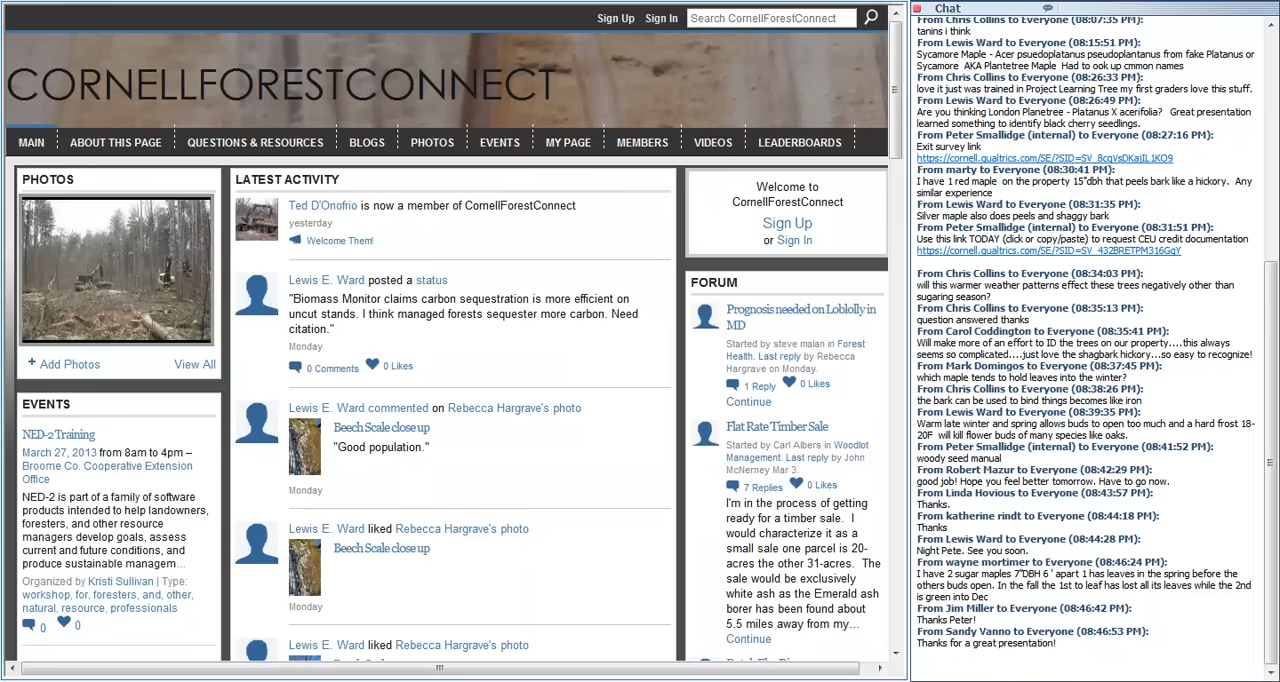 Sign Up Sign In Search CornellForestConnect
CORNELLFORESTCONNECT
MAIN ABOUT THIS PAGE QUESTIONS & RESOURCES BLOGS PHOTOS EVENTS MY PAGE MEMBERS VIDEOS LEADERBOARDS
PHOTOS
+ Add Photos View All
EVENTS
NED-2 Training
March 27, 2013 from 8am to 4pm –
Broome Co. Cooperative Extension
Office
NED-2 is part of a family of software
products intended to help landowners,
foresters, and other resource
managers develop goals, assess
current and future conditions, and
produce sustainable managem…
Organized by Kristi Sullivan | Type:
workshop, for, foresters, and, other,
natural, resource, professionals
0 0
LATEST ACTIVITY
Ted D'Onofrio is now a member of CornellForestConnect
yesterday
Welcome Them!
Lewis E. Ward posted a status
"Biomass Monitor claims carbon sequestration is more efficient on
uncut stands. I think managed forests sequester more carbon. Need
citation."
Monday
0 Comments 0 Likes
Lewis E. Ward commented on Rebecca Hargrave's photo
Beech Scale close up
"Good population."
Monday
Lewis E. Ward liked Rebecca Hargrave's photo
Beech Scale close up
Monday
Lewis E. Ward liked Rebecca Hargrave's photo
Welcome to
CornellForestConnect
Sign Up
or Sign In
FORUM
Prognosis needed on Loblolly in
MD
Started by steve malan in Forest
Health. Last reply by Rebecca
Hargrave on Monday.
1 Reply 0 Likes
Continue
Flat Rate Timber Sale
Started by Carl Albers in Woodlot
Management. Last reply by John
McNerney Mar 3.
7 Replies 0 Likes
I'm in the process of getting
ready for a timber sale. I
would characterize it as a
small sale one parcel is 20-
acres the other 31-acres. The
sale would be exclusively
white ash as the Emerald ash
borer has been found about
5.5 miles away from my…
Continue
Chat
From Chris Collins to Everyone (08:07:35 PM):
tanins i think
From Lewis Ward to Everyone (08:15:51 PM):
Sycamore Maple - Acer psuedoplatanus pseudoplantanus from fake Platanus or
Sycamore AKA Plantetree Maple Had to ook up cmmon names
From Chris Collins to Everyone (08:26:33 PM):
love it just was trained in Project Learning Tree my first graders love this stuff.
From Lewis Ward to Everyone (08:26:49 PM):
Are you thinking London Planetree - Platanus X acerifolia? Great presentation
learned something to identify black cherry seedlings.
From Peter Smallidge (internal) to Everyone (08:27:16 PM):
Exit survey link
https://cornell.qualtrics.com/SE/?SID=SV_8cgVsDKajIL1KO9
From marty to Everyone (08:30:41 PM):
I have 1 red maple on the property 15"dbh that peels bark like a hickory. Any
similar experience
From Lewis Ward to Everyone (08:31:35 PM):
Silver maple also does peels and shaggy bark
From Peter Smallidge (internal) to Everyone (08:31:51 PM):
Use this link TODAY (click or copy/paste) to request CEU credit documentation
https://cornell.qualtrics.com/SE/?SID=SV_432BRETPM316GgY
From Chris Collins to Everyone (08:34:03 PM):
will this warmer weather patterns effect these trees negatively other than
sugaring season?
From Chris Collins to Everyone (08:35:13 PM):
question answered thanks
From Carol Coddington to Everyone (08:35:41 PM):
Will make more of an effort to ID the trees on our property....this always
seems so complicated....just love the shagbark hickory...so easy to recognize!
From Mark Domingos to Everyone (08:37:45 PM):
which maple tends to hold leaves into the winter?
From Chris Collins to Everyone (08:38:26 PM):
the bark can be used to bind things becomes like iron
From Lewis Ward to Everyone (08:39:35 PM):
Warm late winter and spring allows buds to open too much and a hard frost 18-
20F will kill flower buds of many species like oaks.
From Peter Smallidge (internal) to Everyone (08:41:52 PM):
woody seed manual
From Robert Mazur to Everyone (08:42:29 PM):
good job! Hope you feel better tomorrow. Have to go now.
From Linda Hovious to Everyone (08:43:57 PM):
Thanks.
From katherine rindt to Everyone (08:44:18 PM):
Thanks
From Lewis Ward to Everyone (08:44:28 PM):
Night Pete. See you soon.
From wayne mortimer to Everyone (08:46:24 PM):
I have 2 sugar maples 7"DBH 6 ' apart 1 has leaves in the spring before the
others bud open. In the fall the 1st to leaf has lost all its leaves while the 2nd
is green into Dec
From Jim Miller to Everyone (08:46:42 PM):
Thanks Peter!
From Sandy Vanno to Everyone (08:46:53 PM):
Thanks for a great presentation!